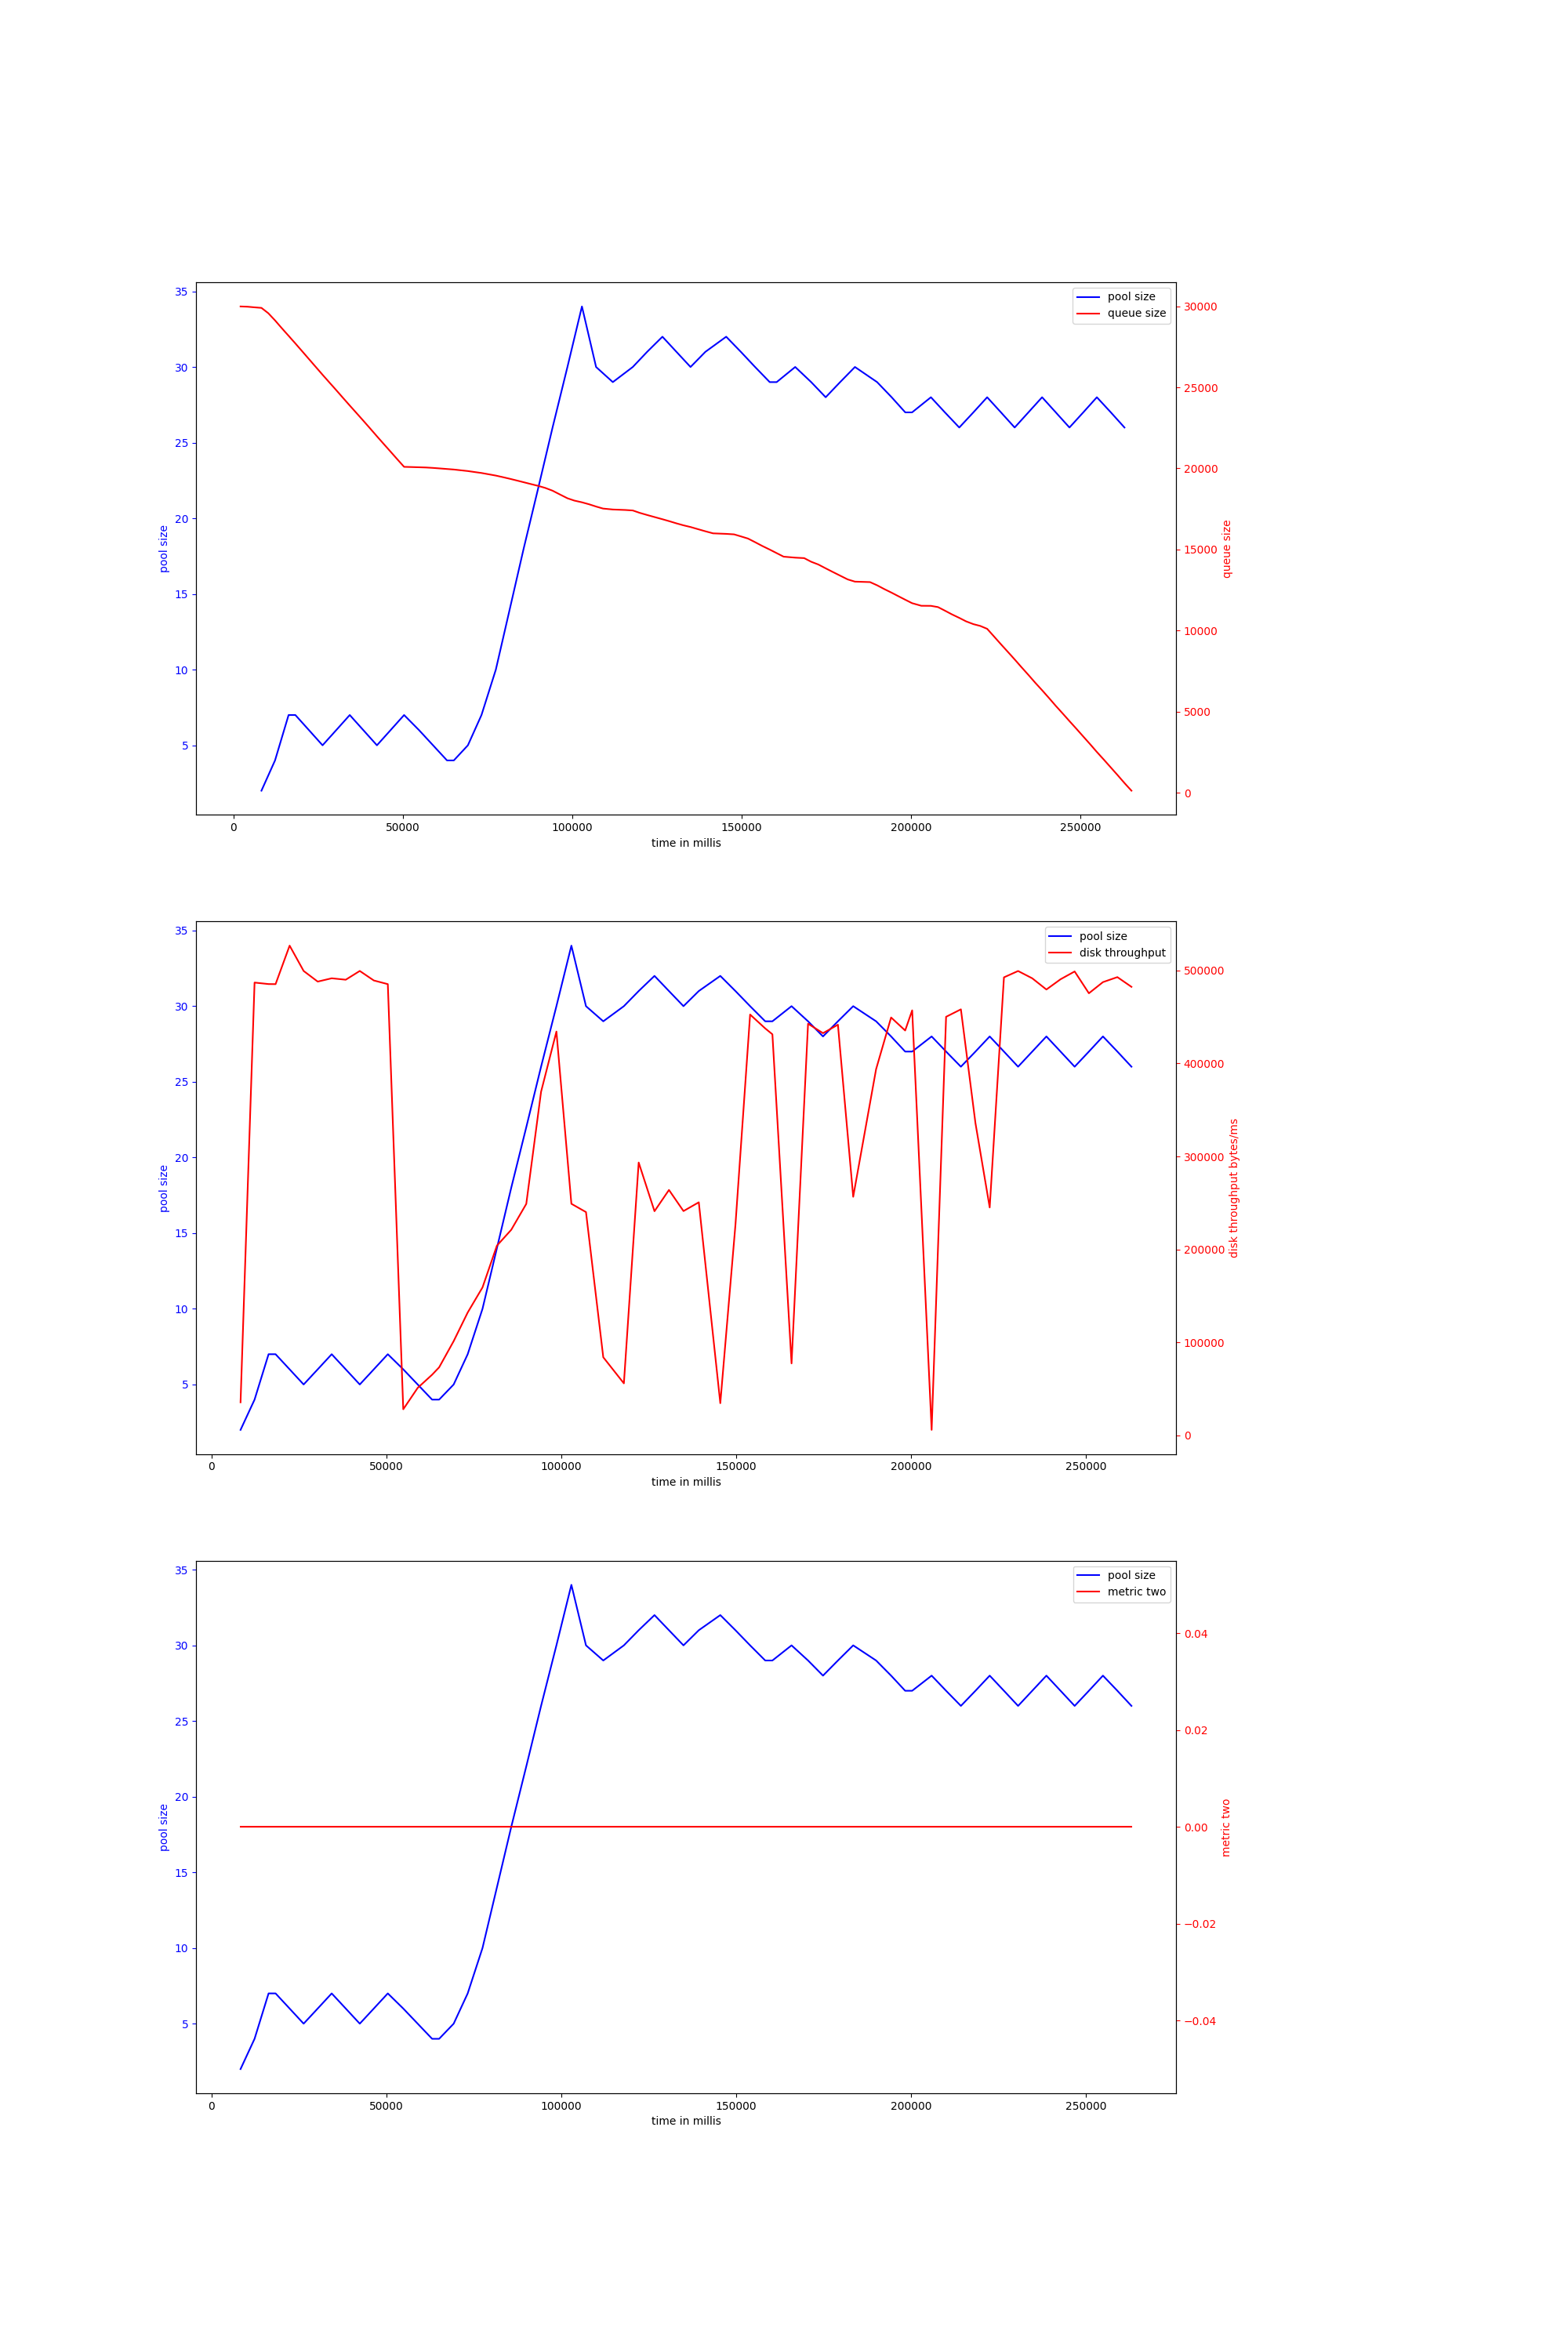 35
30
25
20
15
10
5
pool size
pool size
queue size
30000
25000
20000
15000
10000
5000
0
queue size
0 50000 100000 150000 200000 250000
time in millis
35
30
25
20
15
10
5
pool size
pool size
disk throughput
500000
400000
300000
200000
100000
0
disk throughput bytes/ms
0 50000 100000 150000 200000 250000
time in millis
35
30
25
20
15
10
5
pool size
pool size
metric two
0.04
0.02
0.00
−0.02
−0.04
metric two
0 50000 100000 150000 200000 250000
time in millis